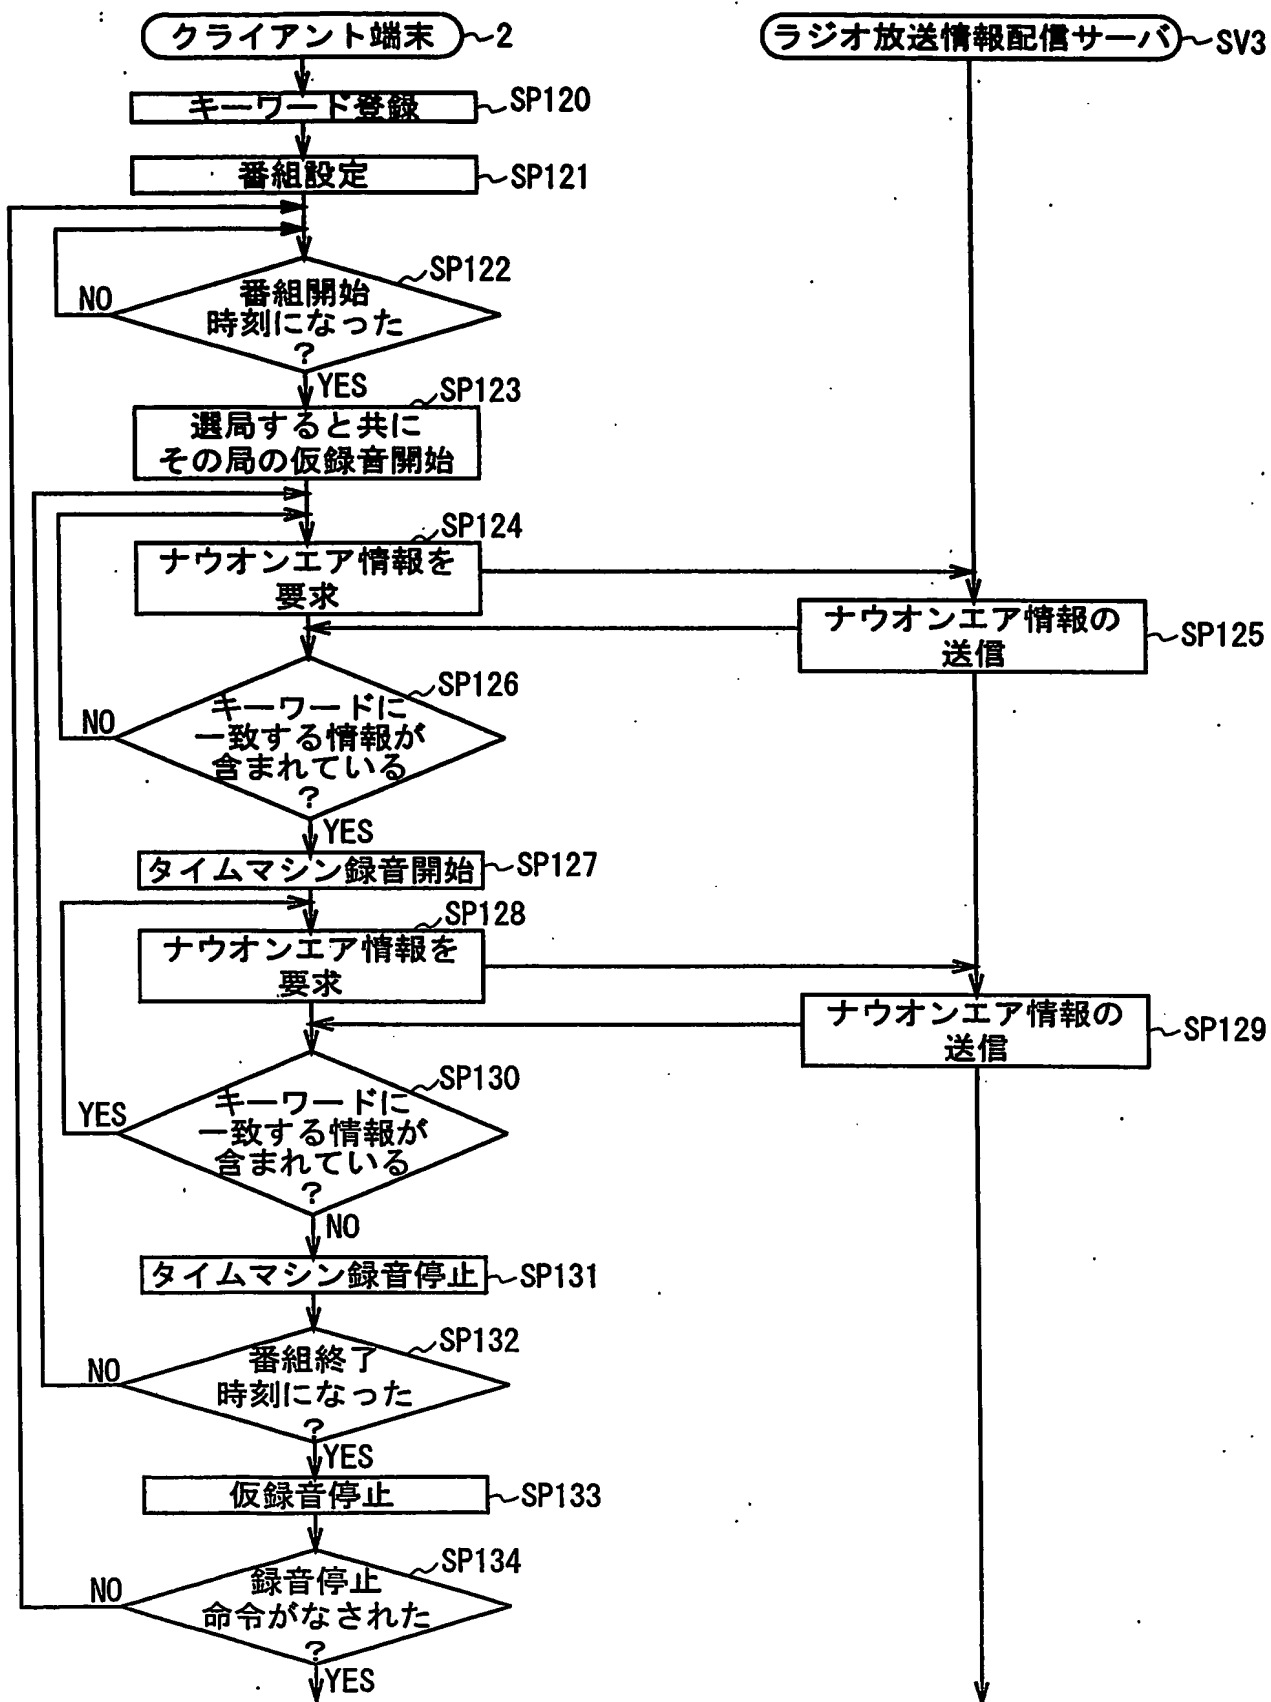 クライアント端末 2
ラジオ放送情報配信サーバ SV3
キーワード登録 SP120
番組設定 SP121
SP122
番組開始
時刻になった
?
NO
YES
SP123
選局すると共に
その局の仮録音開始
SP124
ナウオンエア情報を
要求
ナウオンエア情報の
送信
SP125
SP126
キーワードに
一致する情報が
含まれている
?
NO
YES
タイムマシン録音開始 SP127
SP128
ナウオンエア情報を
要求
ナウオンエア情報の
送信
SP129
SP130
キーワードに
一致する情報が
含まれている
?
YES
NO
タイムマシン録音停止 SP131
SP132
番組終了
時刻になった
?
NO
YES
仮録音停止 SP133
SP134
録音停止
命令がなされた
?
NO
YES